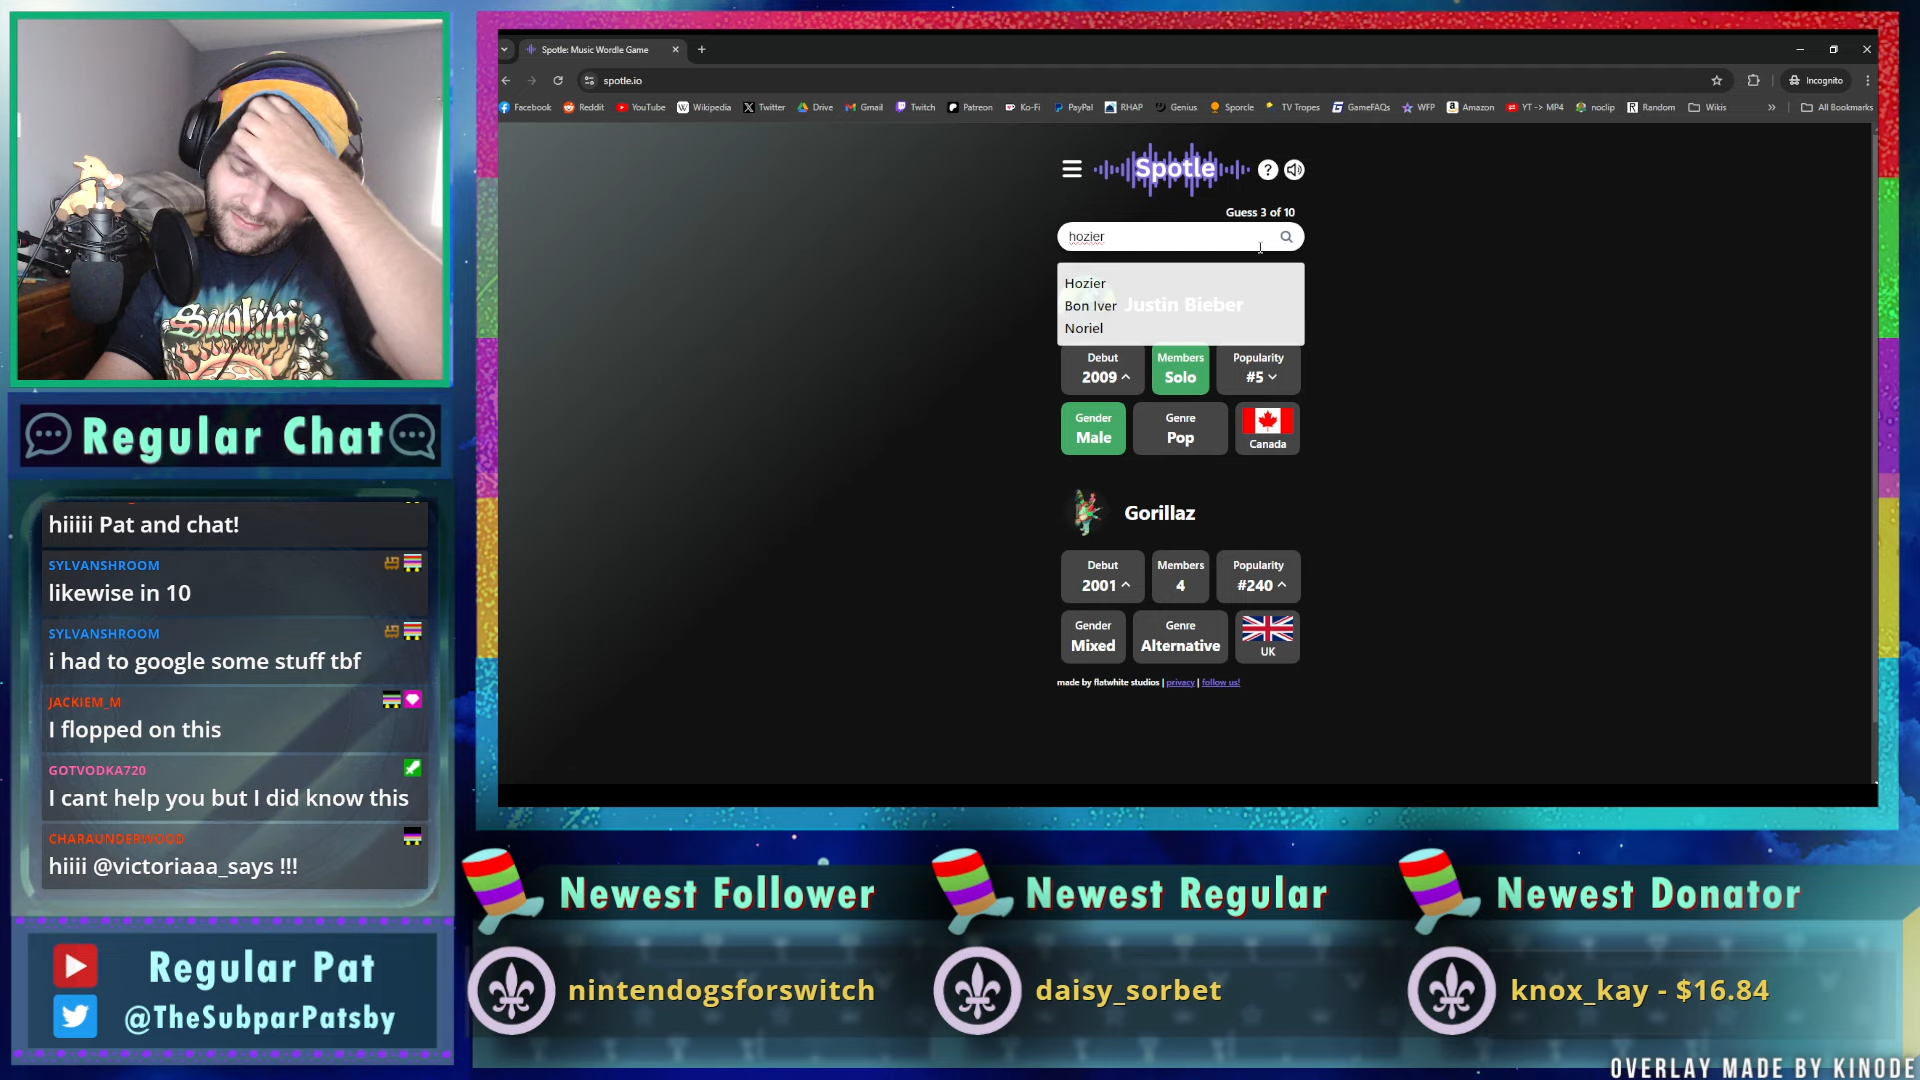 Spotle: Music Wordle Game
spotle.io
Incognito
Facebook Reddit YouTube Wikipedia Twitter Drive Gmail Twitch Patreon Ko-Fi PayPal RHAP Genius Sporcle TV Tropes GameFAQs WFP Amazon YT -> MP4 noclip Random Wikis » All Bookmarks
Spotle
?
Guess 3 of 10
hozier
Hozier
Bon Iver
Noriel
Justin Bieber
Debut Members Popularity
2009 Solo #5
Gender Genre
Male Pop Canada
Gorillaz
Debut Members Popularity
2001 4 #240
Gender Genre
Mixed Alternative UK
made by flatwhite studios | privacy | follow us!
Sublim
Regular Chat
hiiiii Pat and chat!
SYLVANSHROOM
likewise in 10
SYLVANSHROOM
i had to google some stuff tbf
JACKIEM_M
I flopped on this
GOTVODKA720
I cant help you but I did know this
CHARAUNDERWOOD
hiiii @victoriaaa_says !!!
Regular Pat
@TheSubparPatsby
Newest Follower
nintendogsforswitch
Newest Regular
daisy_sorbet
Newest Donator
knox_kay - $16.84
OVERLAY MADE BY KINODE